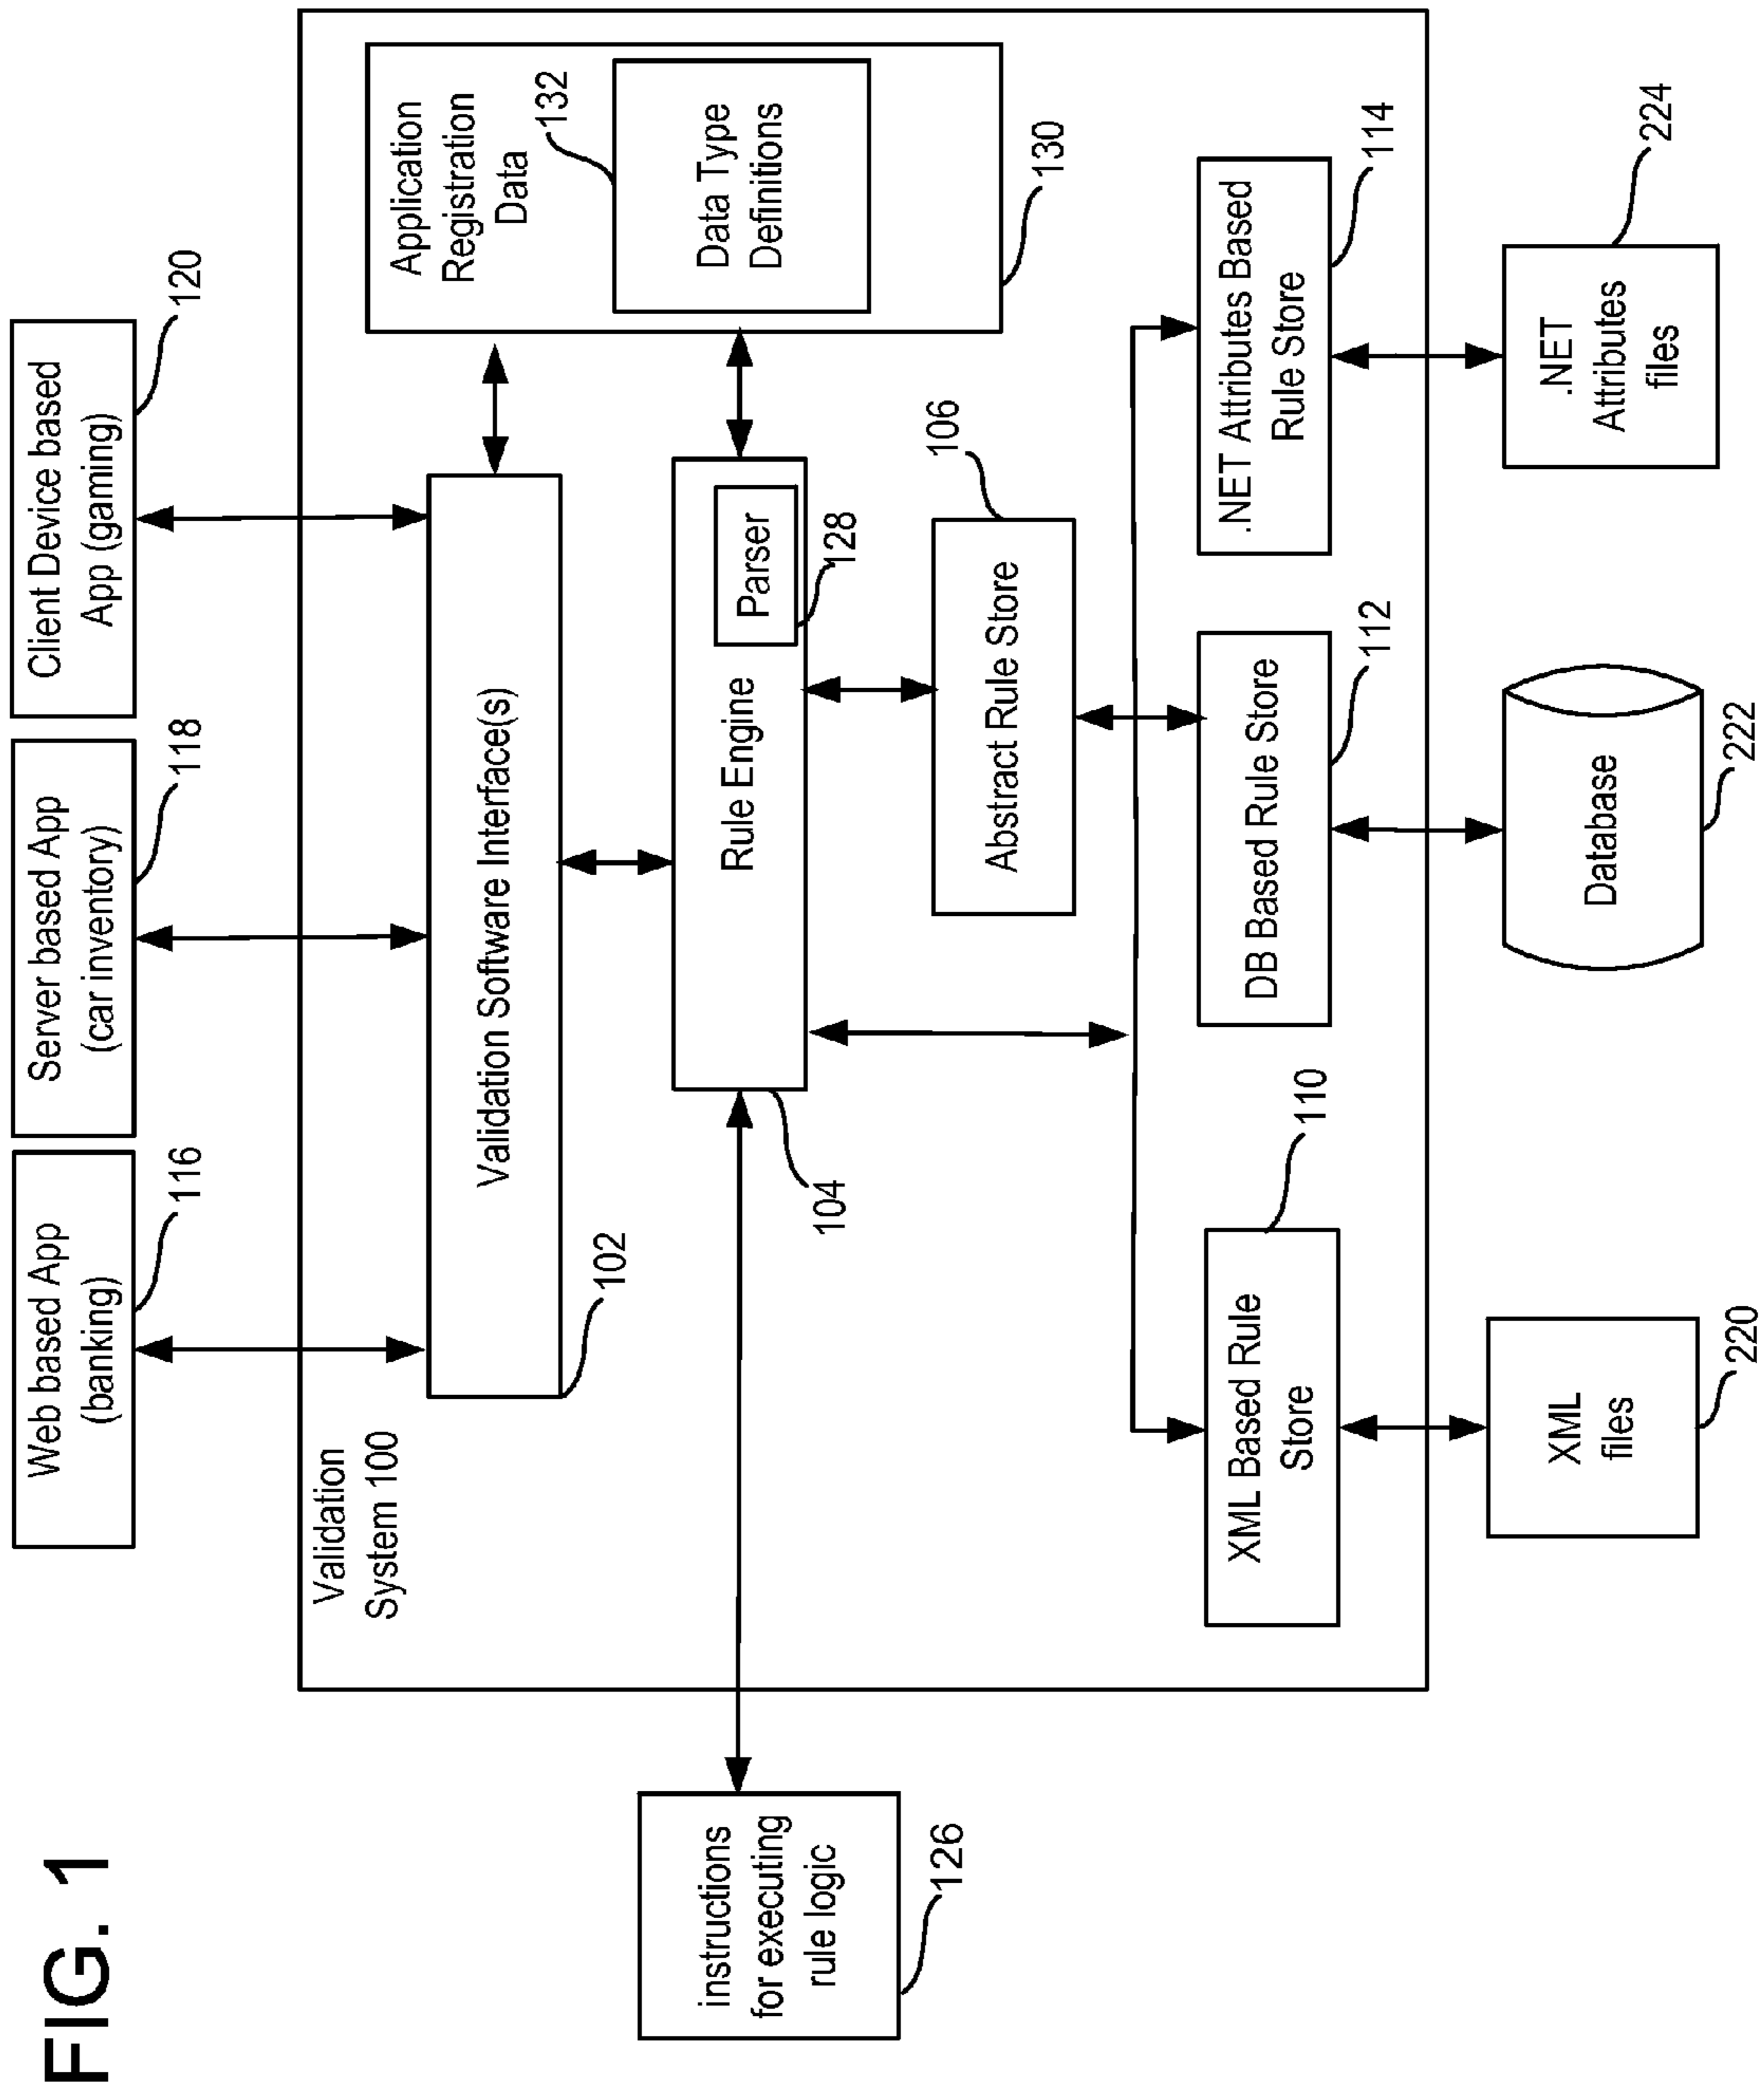 FIG. 1
Web based App
(banking)
116
Server based App
(car inventory)
118
Client Device based
App (gaming)
120
Validation
System 100
Validation Software Interface(s)
102
Application
Registration
Data
132
Data Type
Definitions
130
instructions
for executing
rule logic
126
Rule Engine
Parser
128
104
Abstract Rule Store
106
XML Based Rule
Store
110
DB Based Rule Store
112
.NET Attributes Based
Rule Store
114
XML
files
220
Database
222
.NET
Attributes
files
224